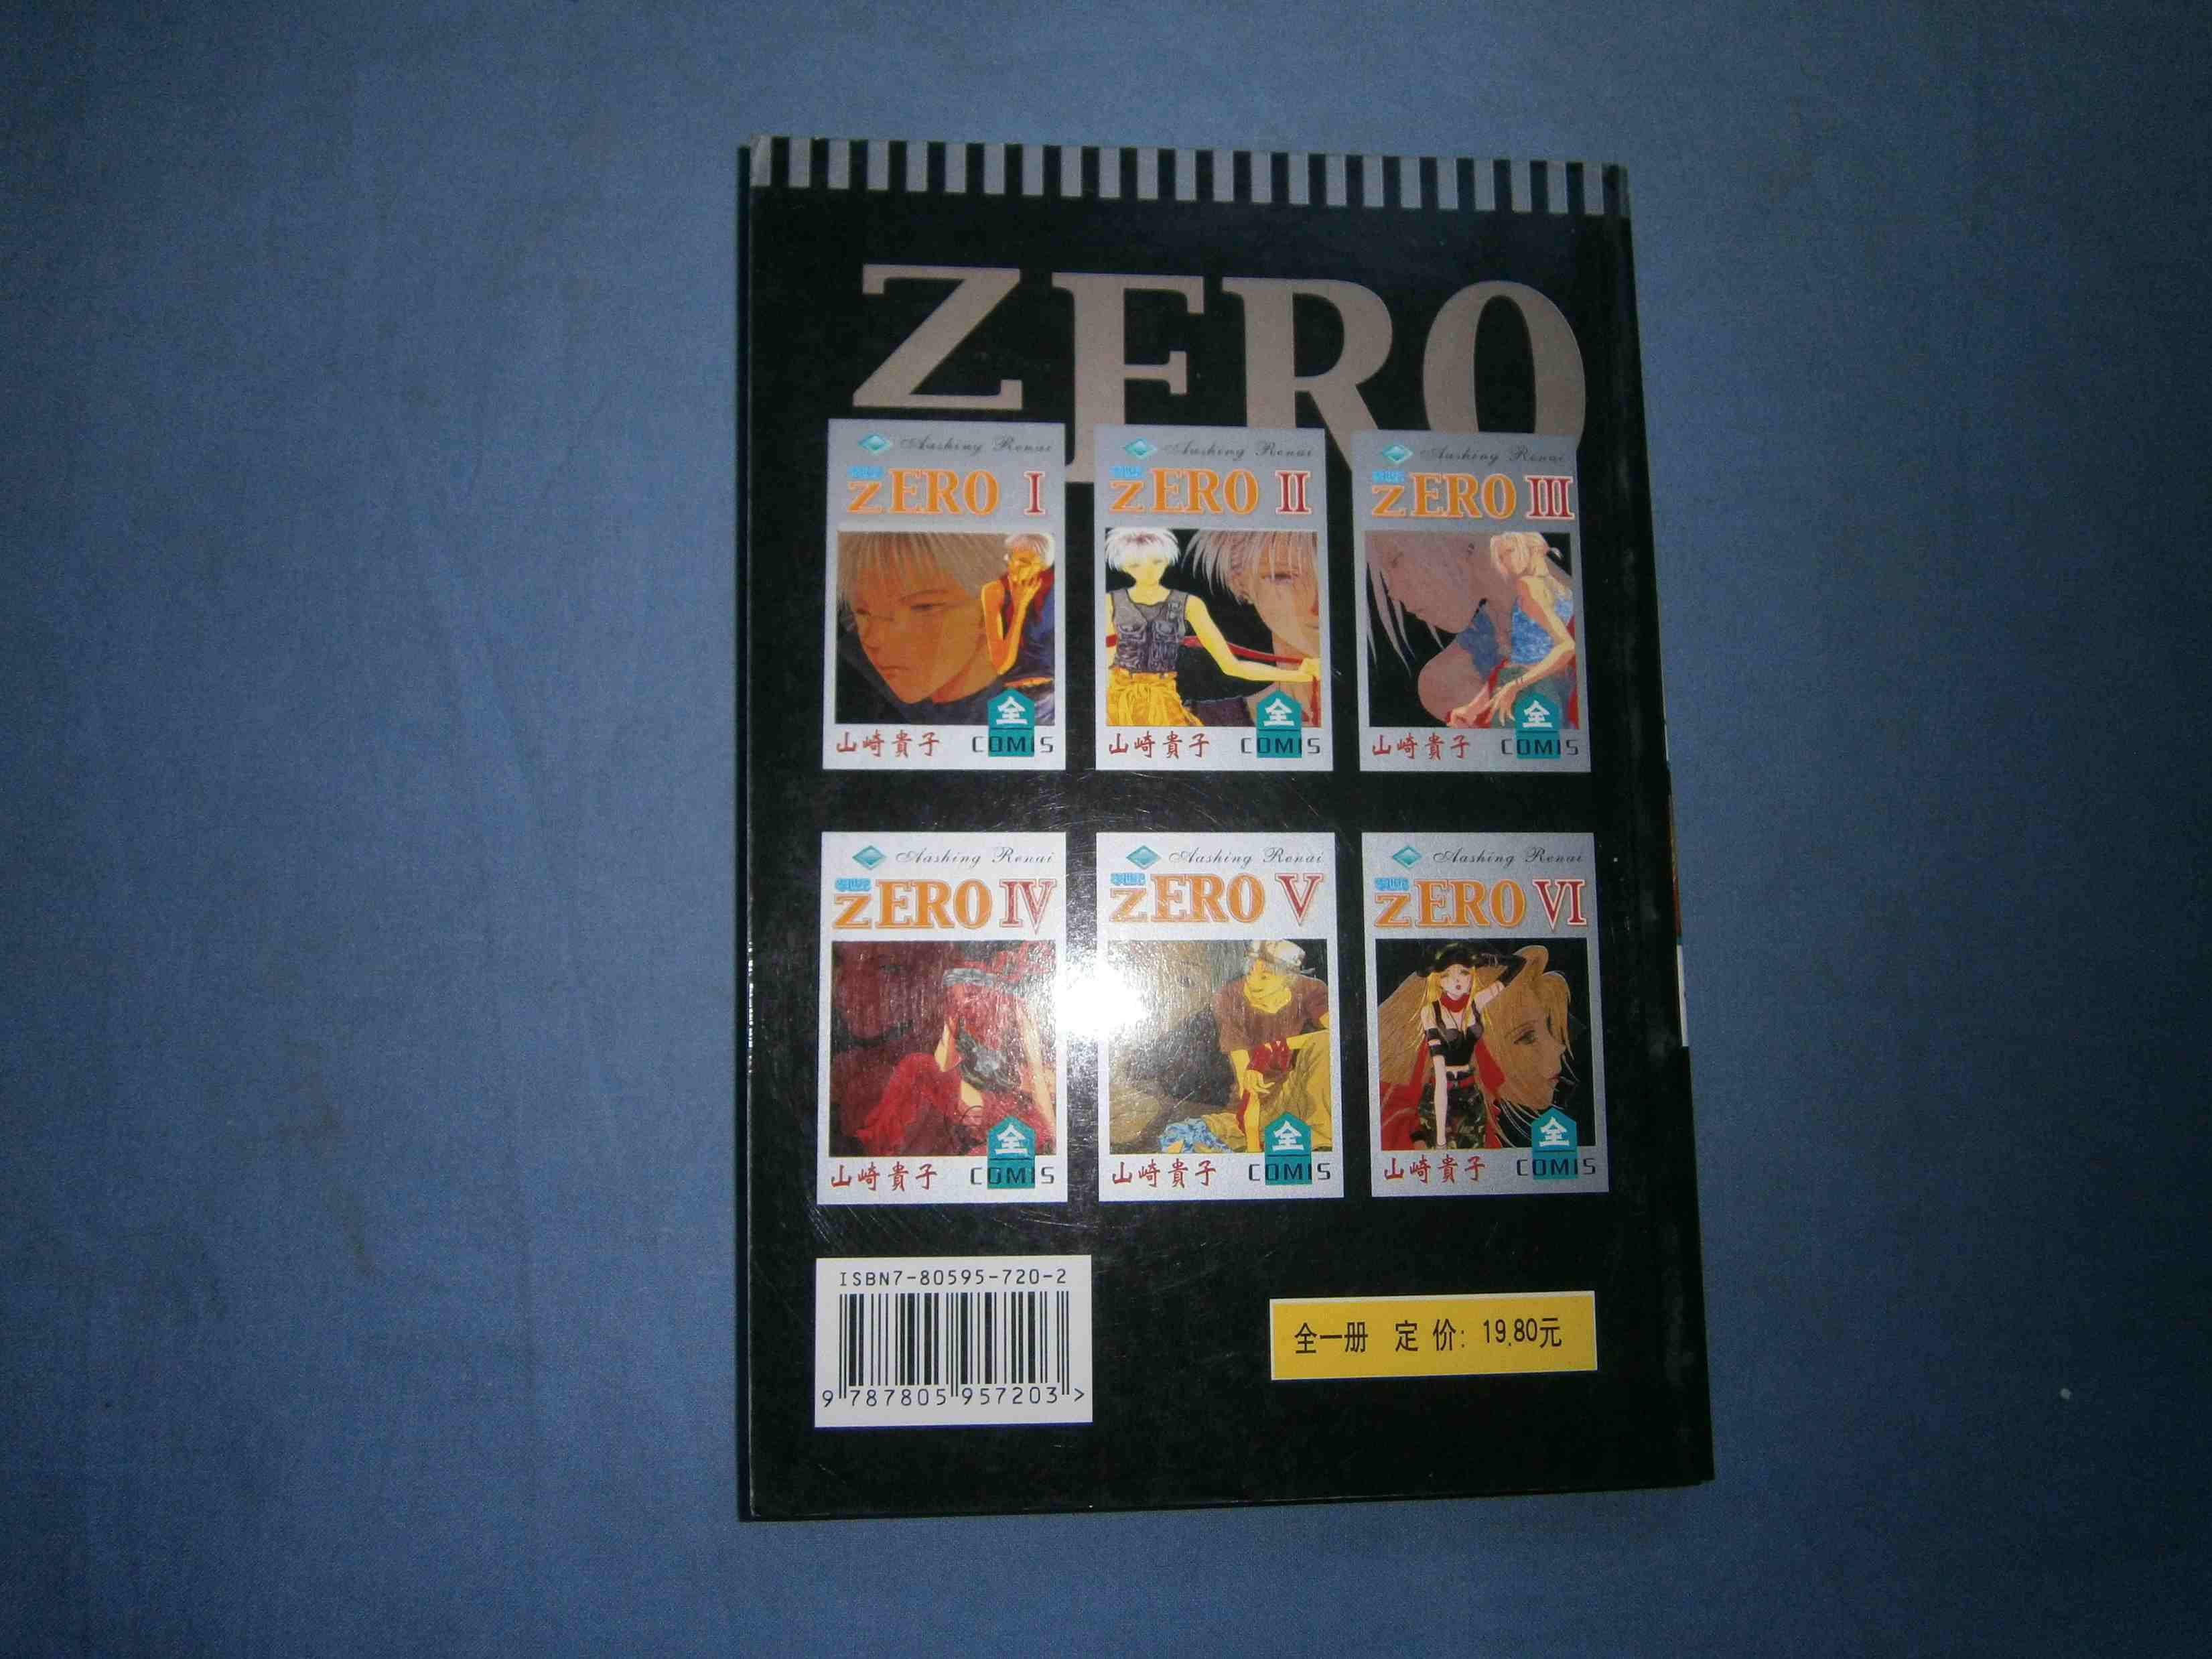 ZERO
Aashing Renai
ZERO I
山崎貴子
全
COMIS
Aashing Renai
ZERO II
山崎貴子
全
COMIS
Aashing Renai
ZERO III
山崎貴子
全
COMIS
Aashing Renai
ZERO IV
山崎貴子
全
COMIS
Aashing Renai
ZERO V
山崎貴子
全
COMIS
Aashing Renai
ZERO VI
山崎貴子
全
COMIS
ISBN7-80595-720-2
9 787805 957203 >
全一册 定价: 19.80元